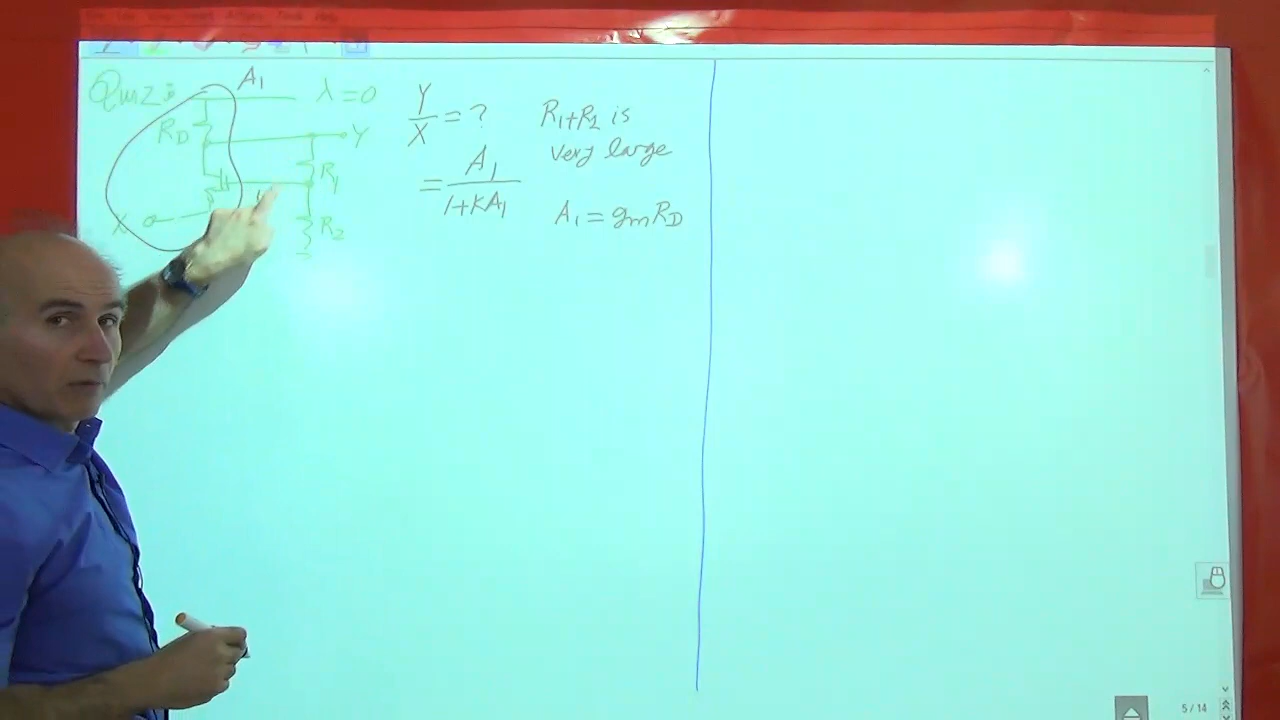 Quiz:
A1
λ=0
RD
Y
R1
R2
X
Y/X = ?
= A1/1+KA1
R1+R2 is
very large
A1 = gmRD
5 / 14